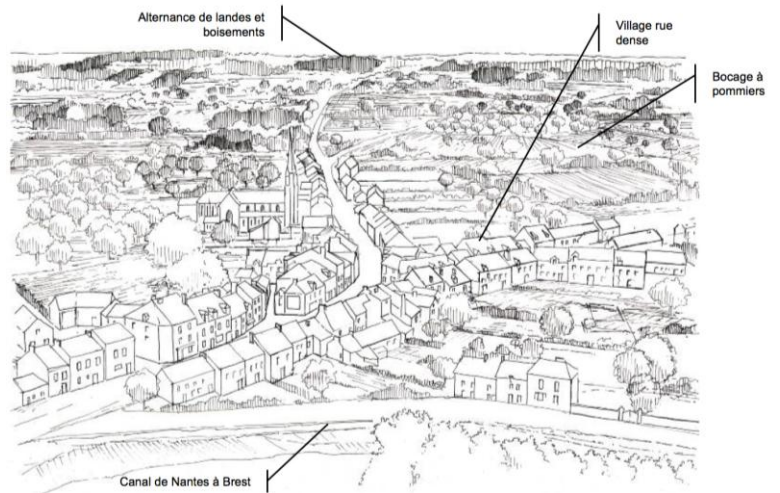 Alternance de landes et
boisements
Village rue
dense
Bocage à
pommiers
Canal de Nantes à Brest